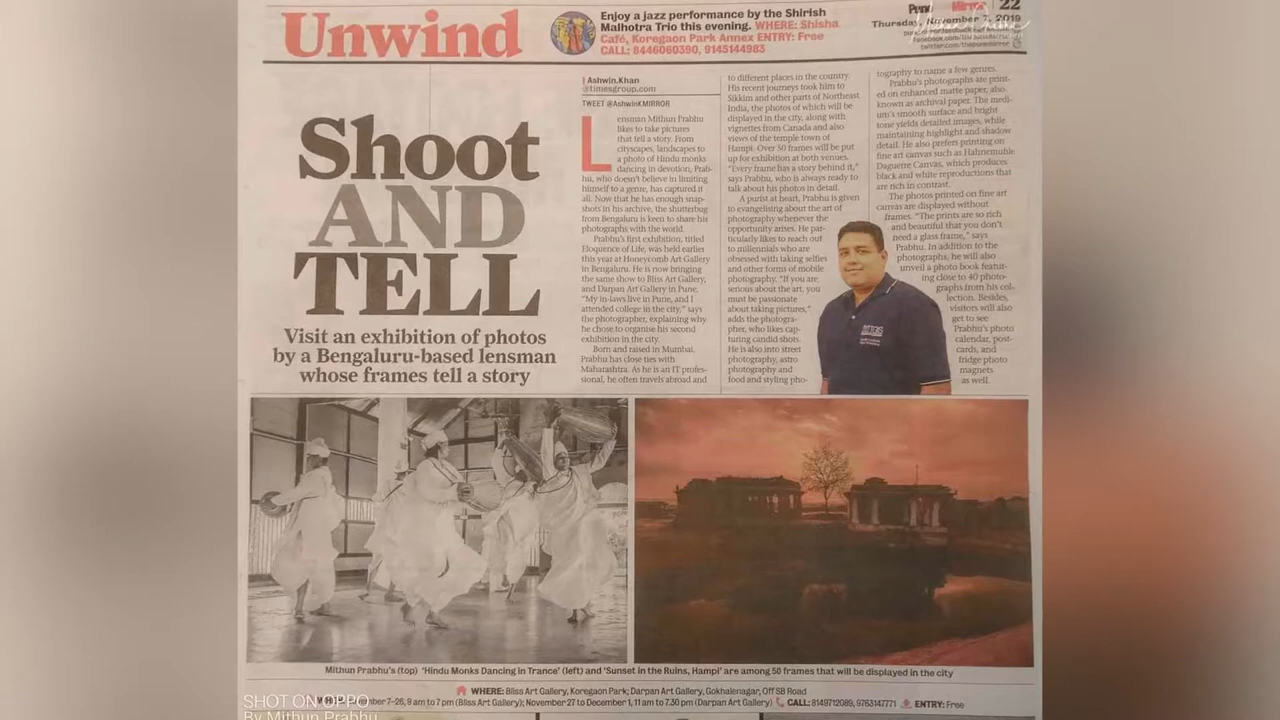 Unwind
Enjoy a jazz performance by the Shirish
Malhotra Trio this evening. WHERE: Shisha
Café, Koregaon Park Annex ENTRY: Free
CALL: 8446060390, 9145144983
Mirror | 22
Thursday, November 7, 2019
Shoot
AND
TELL
Visit an exhibition of photos
by a Bengaluru-based lensman
whose frames tell a story
Ashwin.Khan
@timesgroup.com
TWEET @AshwinKMIRROR
Lensman Mithun Prabhu
likes to take pictures
that tell a story. From
cityscapes, landscapes to
a photo of Hindu monks
dancing in devotion, Prab-
hu, who doesn't believe in limiting
himself to a genre, has captured it
all. Now that he has enough snap-
shots in his archive, the shutterbug
from Bengaluru is keen to share his
photographs with the world.
Prabhu's first exhibition, titled
Eloquence of Life, was held earlier
this year at Honeycomb Art Gallery
in Bengaluru. He is now bringing
the same show to Bliss Art Gallery,
and Darpan Art Gallery in Pune.
"My in-laws live in Pune, and I
attended college in the city," says
the photographer, explaining why
he chose to organise his second
exhibition in the city.
Born and raised in Mumbai,
Prabhu has close ties with
Maharashtra. As he is an IT profes-
sional, he often travels abroad and
to different places in the country.
His recent journeys took him to
Sikkim and other parts of Northeast
India, the photos of which will be
displayed in the city, along with
vignettes from Canada and also
views of the temple town of
Hampi. Over 50 frames will be put
up for exhibition at both venues.
"Every frame has a story behind it,"
says Prabhu, who is always ready to
talk about his photos in detail.
A purist at heart, Prabhu is given
to evangelising about the art of
photography whenever the
opportunity arises. He par-
ticularly likes to reach out
to millennials who are
obsessed with taking selfies
and other forms of mobile
photography. "If you are
serious about the art, you
must be passionate
about taking pictures,"
adds the photogra-
pher, who likes cap-
turing candid shots.
He is also into street
photography, astro
photography and
food and styling pho-
tography to name a few genres.
Prabhu's photographs are print-
ed on enhanced matte paper, also
known as archival paper. The medi-
um's smooth surface and bright
tone yields detailed images, while
maintaining highlight and shadow
detail. He also prefers printing on
fine art canvas such as Hahnemuhle
Daguerre Canvas, which produces
black and white reproductions that
are rich in contrast.
The photos printed on fine art
canvas are displayed without
frames. "The prints are so rich
and beautiful that you don't
need a glass frame," says
Prabhu. In addition to the
photographs, he will also
unveil a photo book featur-
ing close to 40 photo-
graphs from his col-
lection. Besides,
visitors will also
get to see
Prabhu's photo
calendar, post-
cards, and
fridge photo
magnets
as well.
Mithun Prabhu's (top) 'Hindu Monks Dancing in Trance' (left) and 'Sunset in the Ruins, Hampi' are among 50 frames that will be displayed in the city
WHERE: Bliss Art Gallery, Koregaon Park; Darpan Art Gallery, Gokhalenagar, Off SB Road
7-26, 9 am to 7 pm (Bliss Art Gallery); November 27 to December 1, 11 am to 7.30 pm (Darpan Art Gallery) CALL: 8149712089, 9763147771 ENTRY: Free
SHOT ON OPPO
By Mithun Prabhu